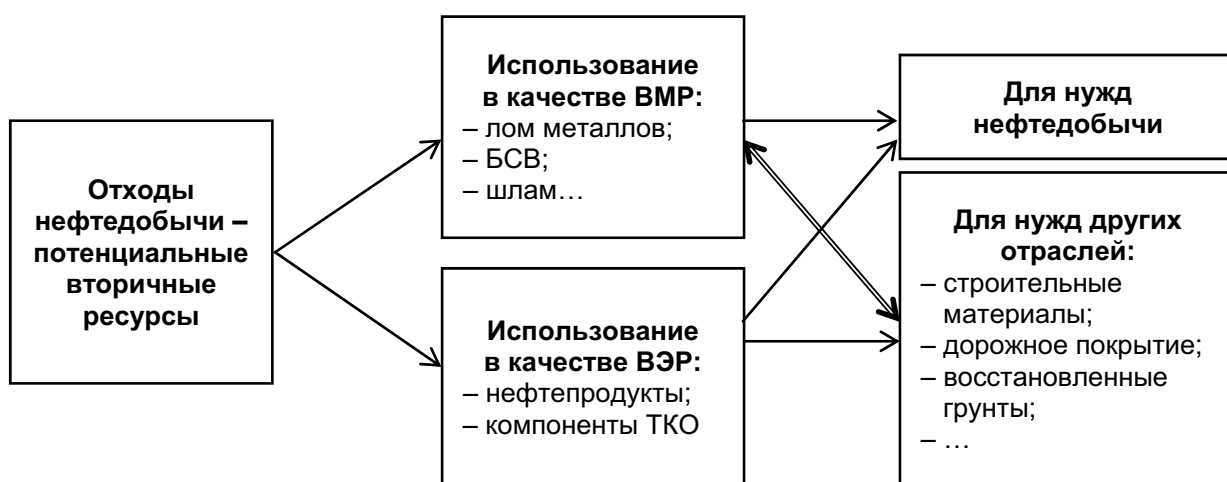 Отходы
нефтедобычи –
потенциальные
вторичные
ресурсы
Использование
в качестве ВМР:
– лом металлов;
– БСВ;
– шлам…
Использование
в качестве ВЭР:
– нефтепродукты;
– компоненты ТКО
Для нужд
нефтедобычи
Для нужд других
отраслей:
– строительные
материалы;
– дорожное покрытие;
– восстановленные
грунты;
– …